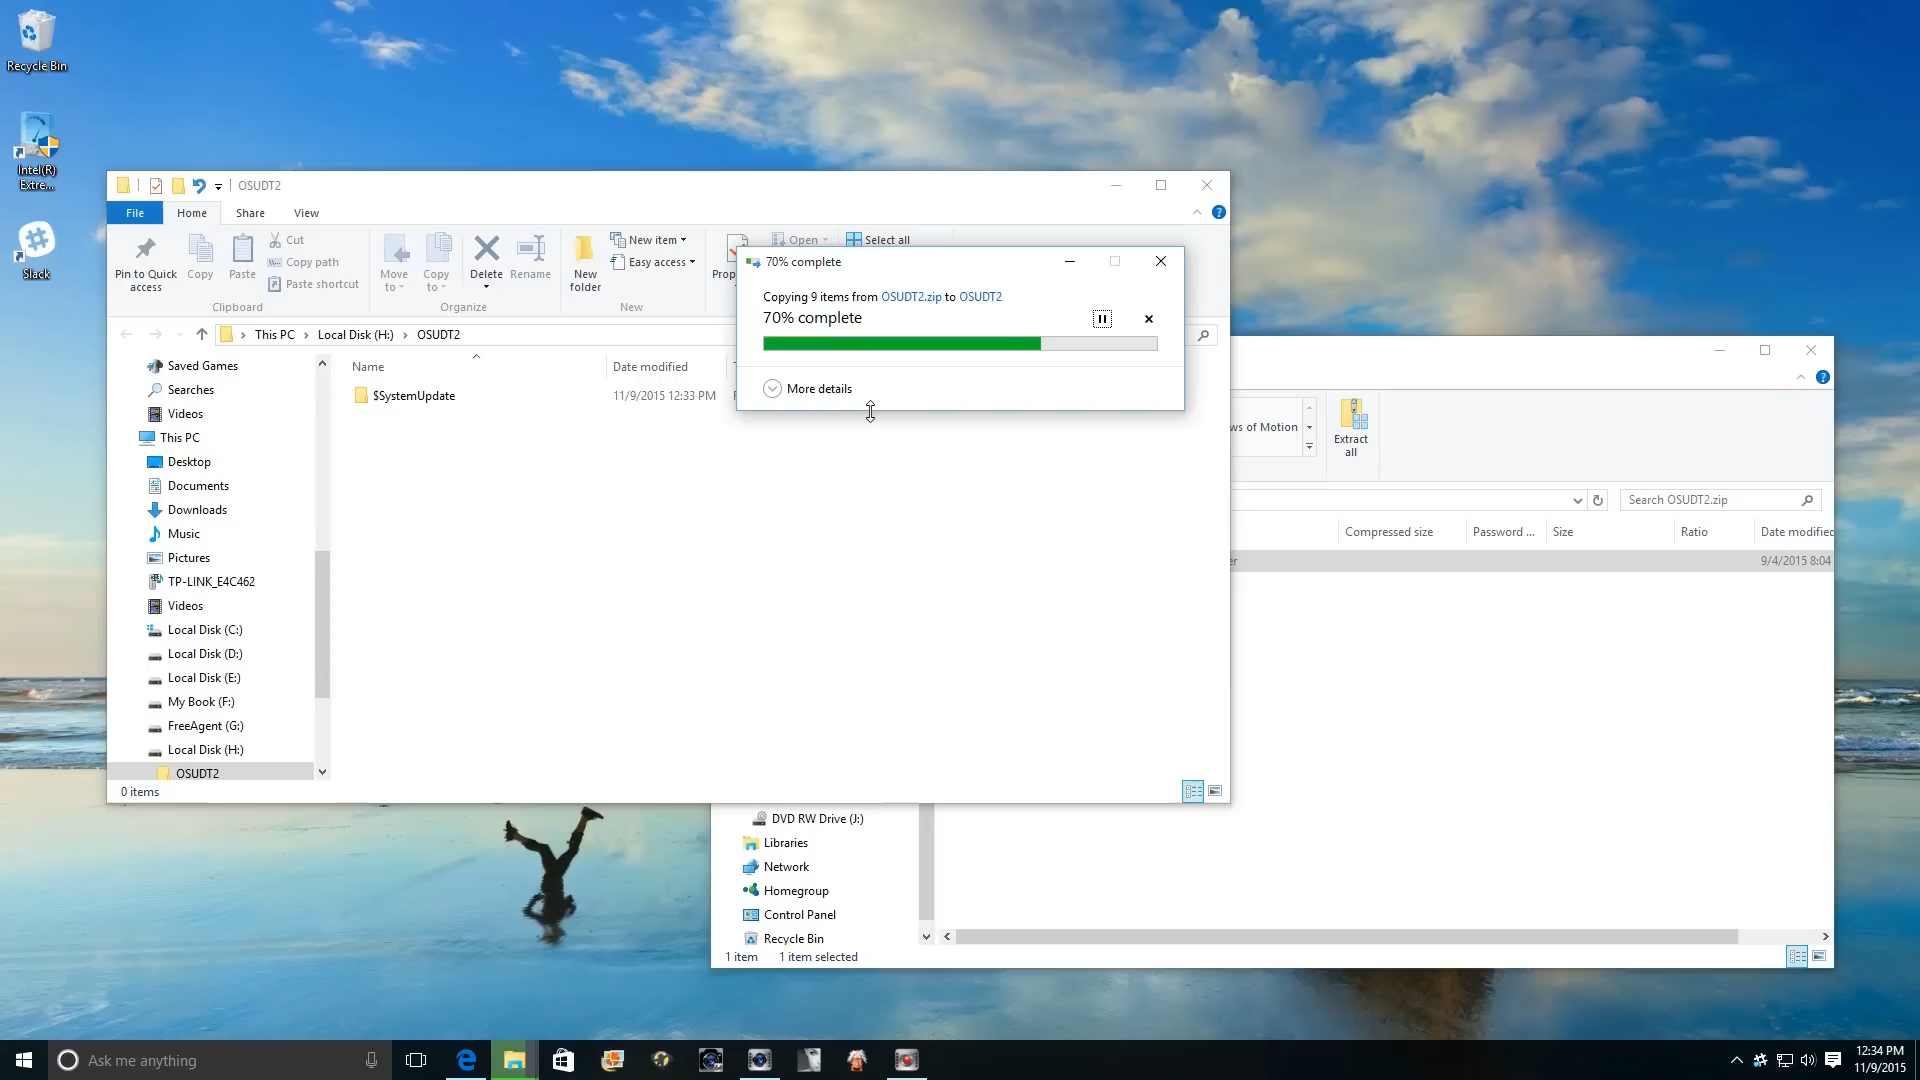 Recycle Bin
Intel(R)
Extre...
Slack
OSUDT2
File Home Share View
Pin to Quick
access
Copy
Paste
Cut
Copy path
Paste shortcut
Clipboard
Move
to
Copy
to
Delete
Rename
Organize
New
folder
New item
Easy access
New
Prop
Open
Select all
This PC Local Disk (H:) OSUDT2
Name Date modified
$SystemUpdate 11/9/2015 12:33 PM
Saved Games
Searches
Videos
This PC
Desktop
Documents
Downloads
Music
Pictures
TP-LINK_E4C462
Videos
Local Disk (C:)
Local Disk (D:)
Local Disk (E:)
My Book (F:)
FreeAgent (G:)
Local Disk (H:)
OSUDT2
0 items
70% complete
Copying 9 items from OSUDT2.zip to OSUDT2
70% complete
More details
ws of Motion
Extract
all
Search OSUDT2.zip
Compressed size Password ... Size Ratio Date modified
er 9/4/2015 8:04
DVD RW Drive (J:)
Libraries
Network
Homegroup
Control Panel
Recycle Bin
1 item 1 item selected
Ask me anything
12:34 PM
11/9/2015